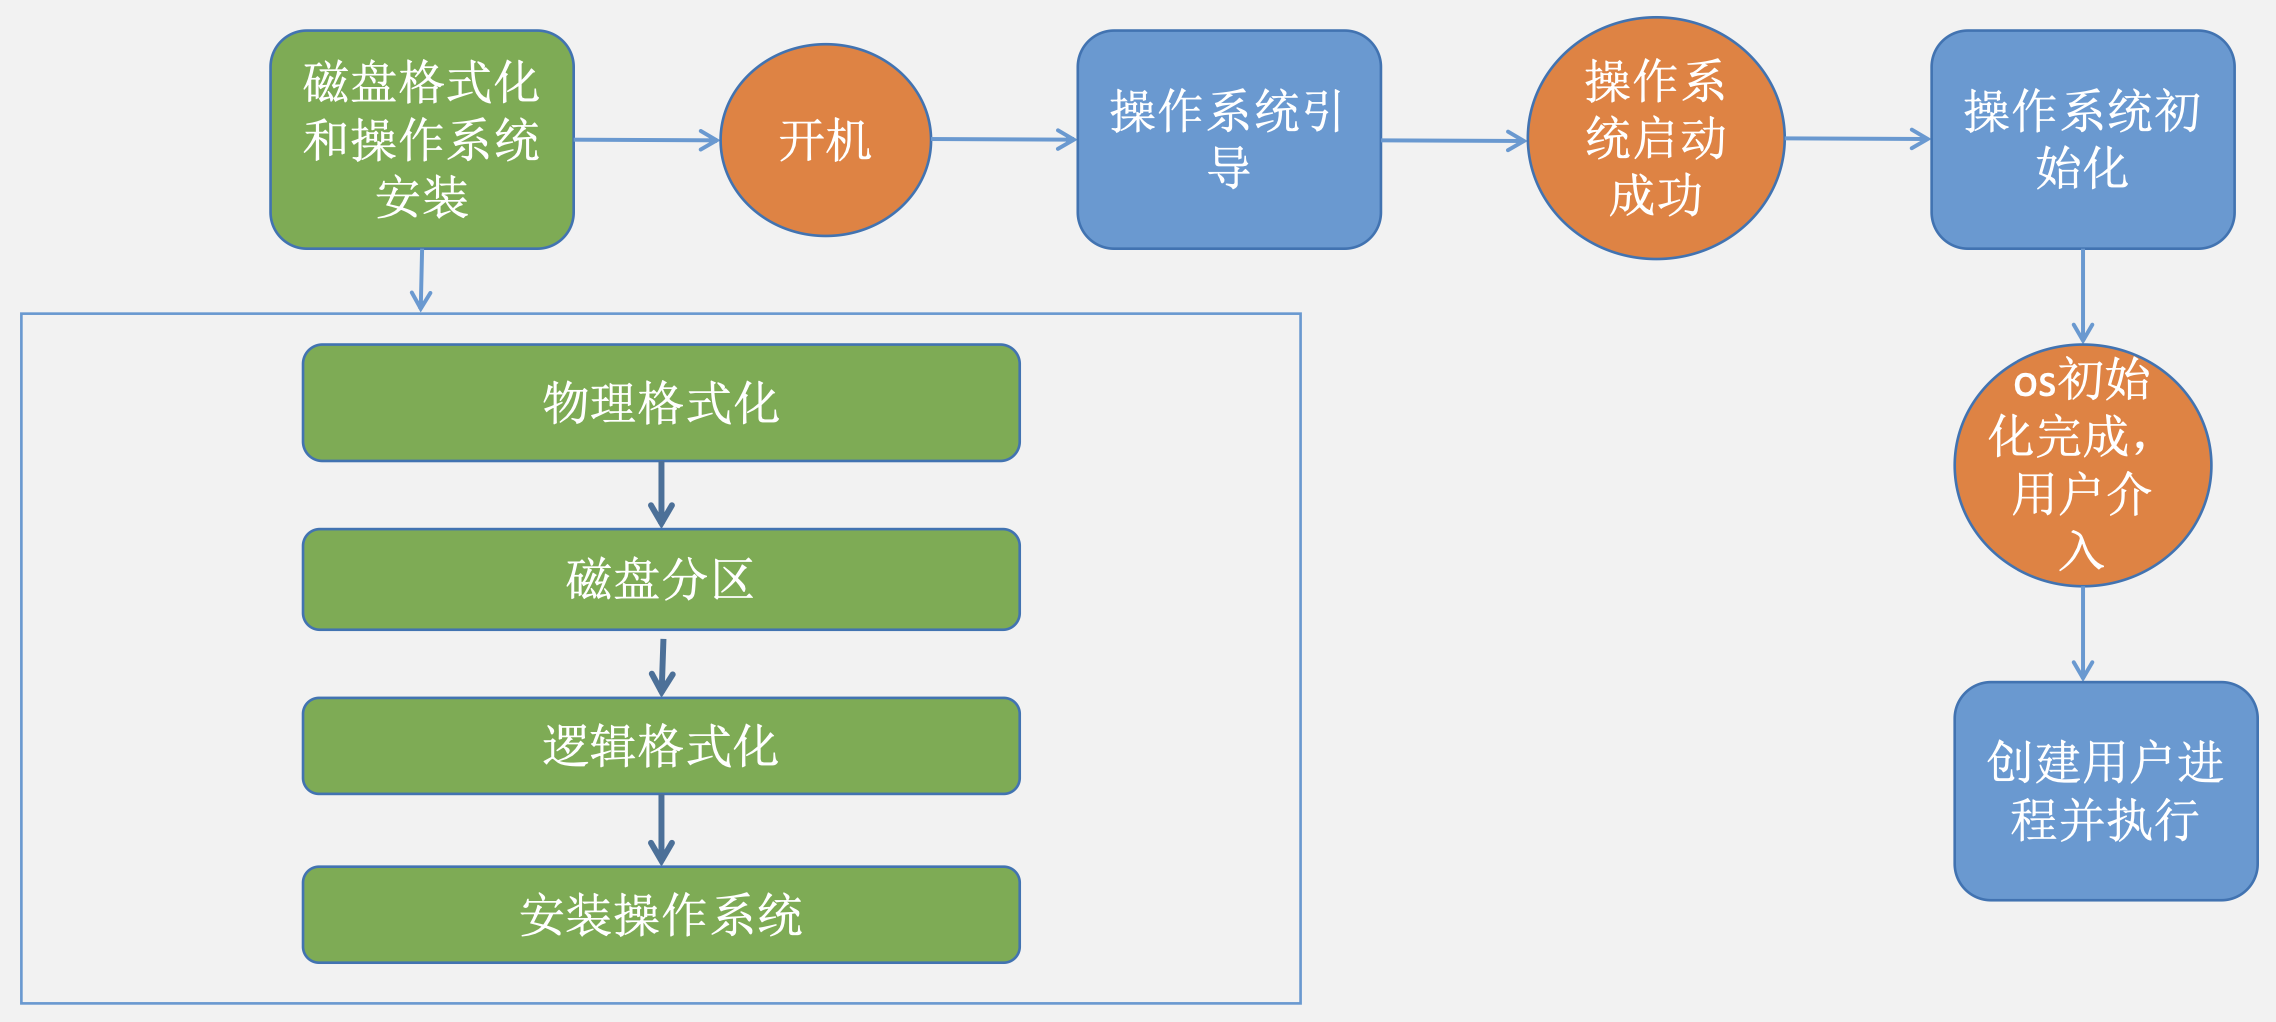 磁盘格式化
和操作系统
安装
开机
操作系统引
导
操作系
统启动
成功
操作系统初
始化
物理格式化
磁盘分区
逻辑格式化
安装操作系统
os初始
化完成，
用户介
入
创建用户进
程并执行